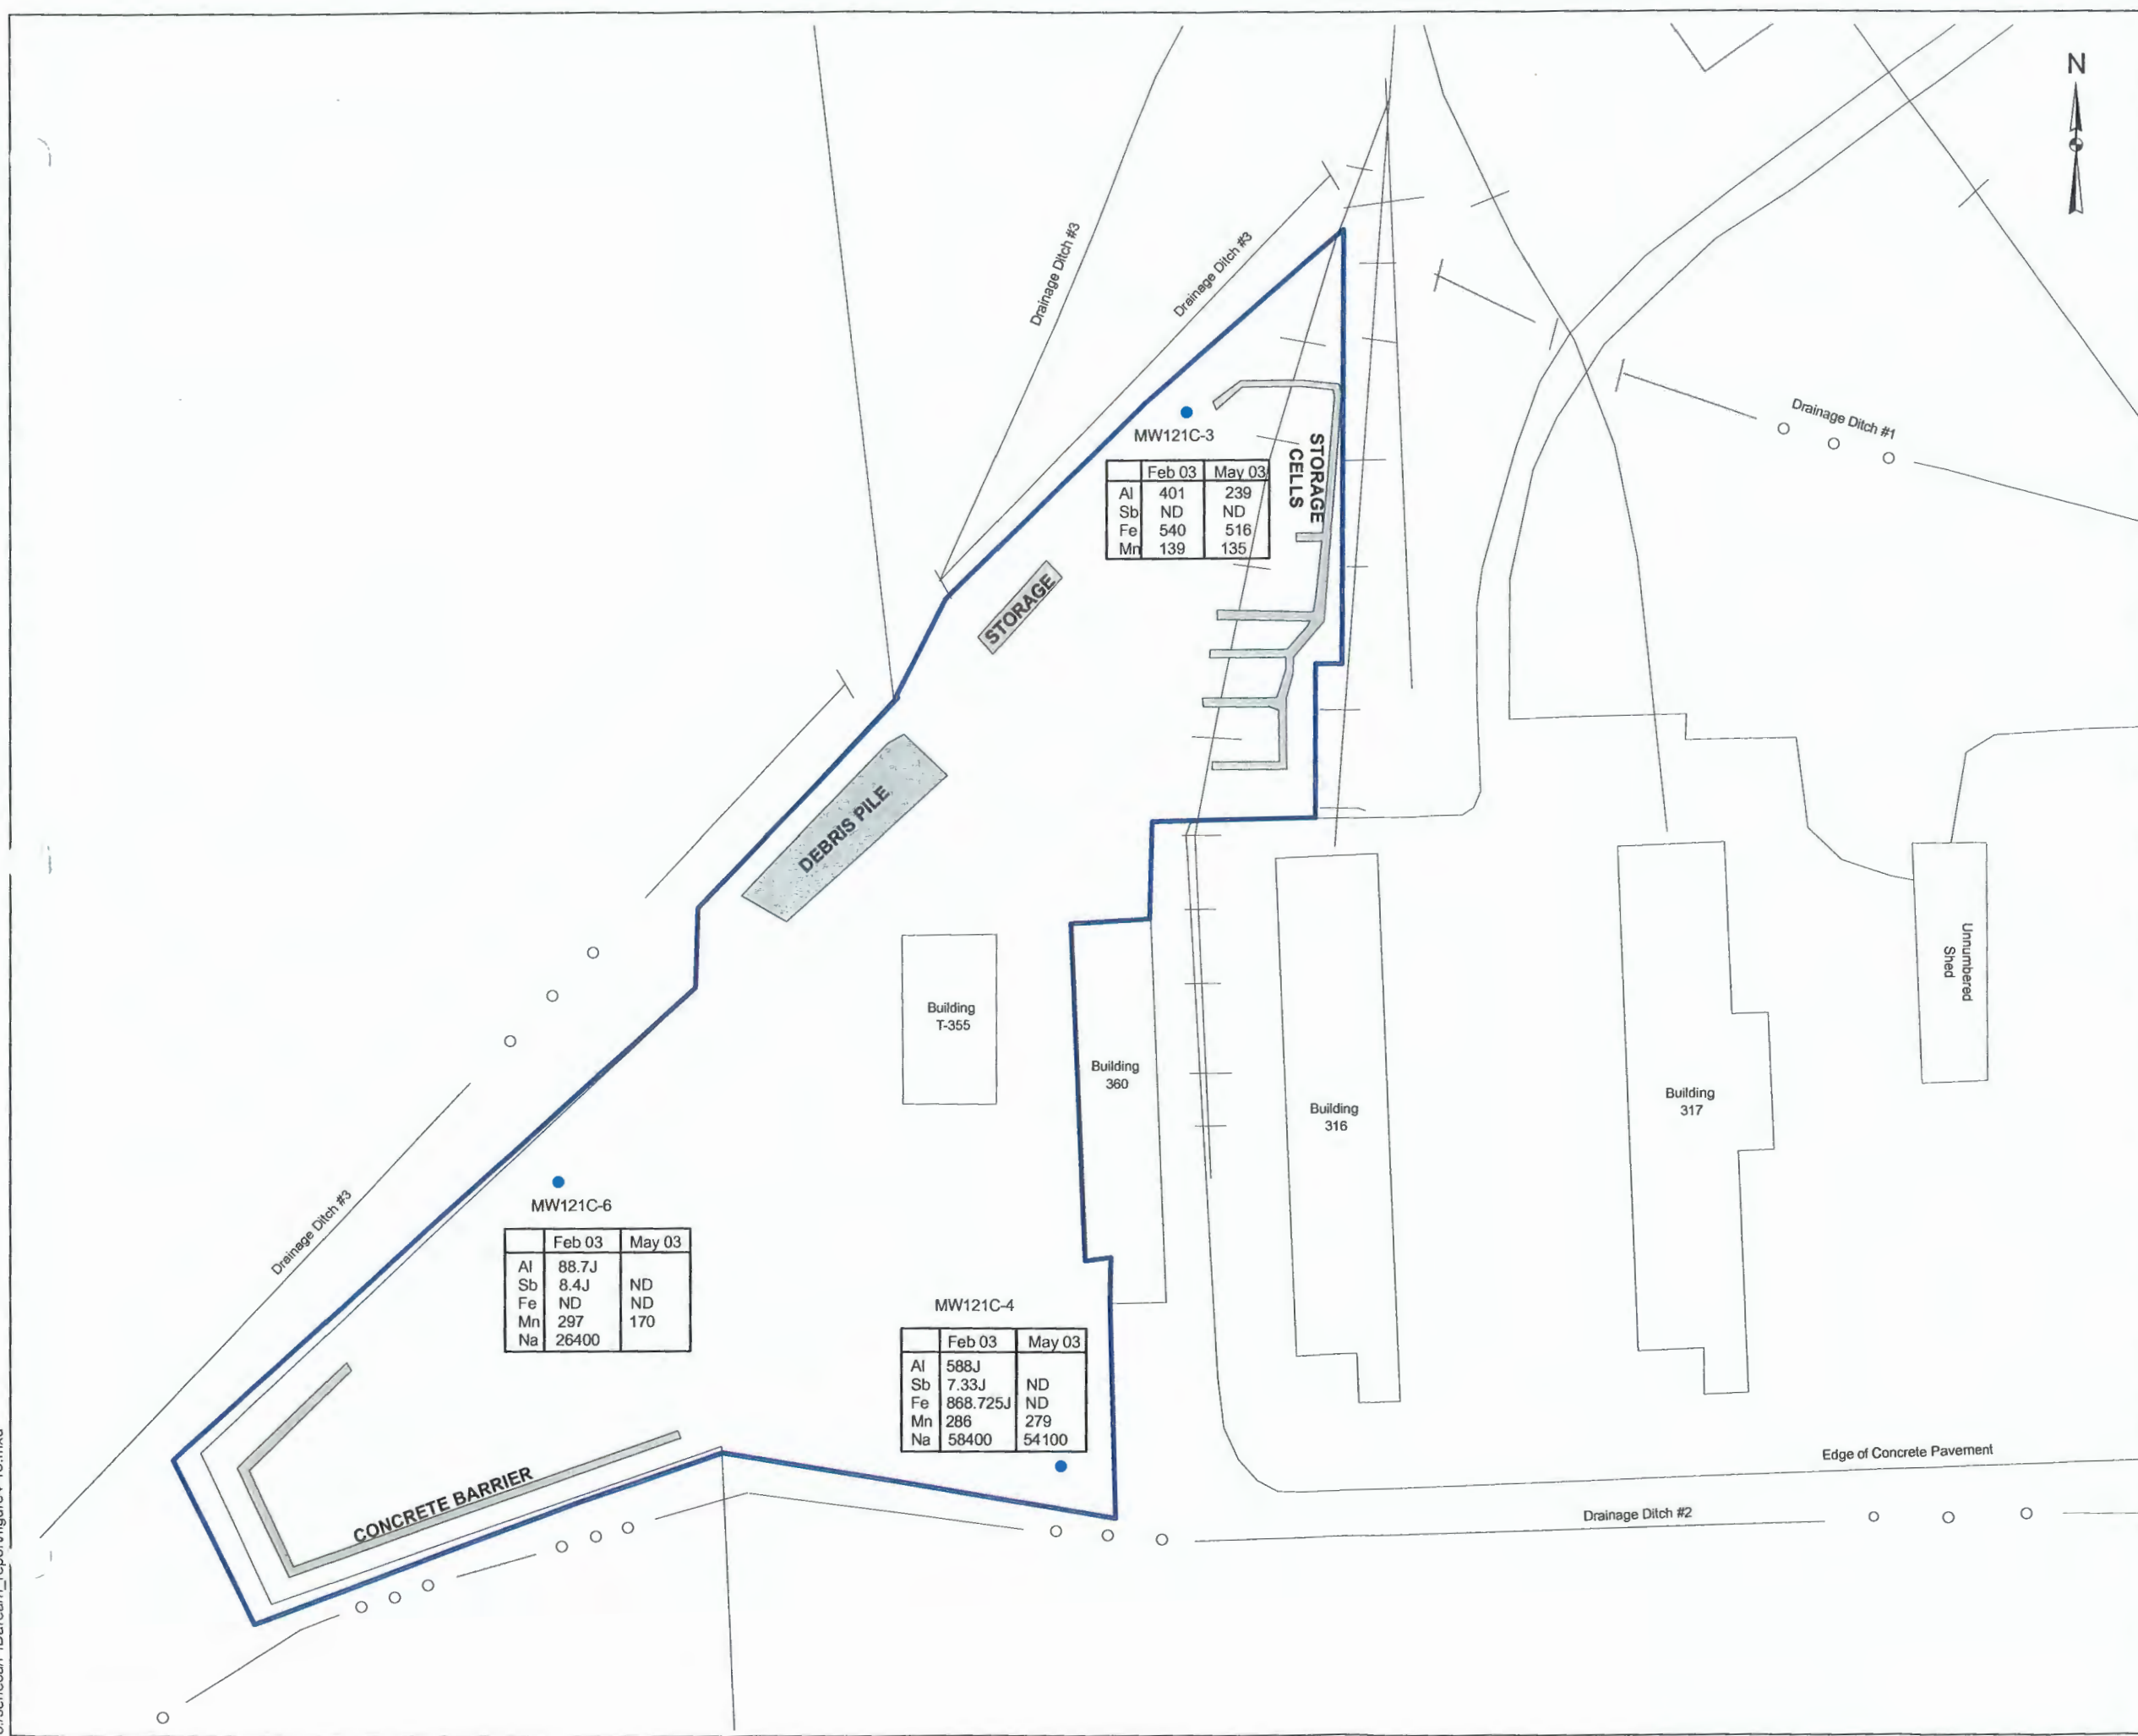 N
Drainage Ditch #3
Drainage Ditch #3
Drainage Ditch #1
MW121C-3
Feb 03 May 03
Al 401 239
Sb ND ND
Fe 540 516
Mn 139 135
STORAGE
CELLS
STORAGE
DEBRIS PILE
Building
T-355
Building
360
Building
316
Building
317
Unnumbered
Shed
Drainage Ditch #3
MW121C-6
Feb 03 May 03
Al 88.7J
Sb 8.4J ND
Fe ND ND
Mn 297 170
Na 26400
MW121C-4
Feb 03 May 03
Al 588J
Sb 7.33J ND
Fe 868.725J ND
Mn 286 279
Na 58400 54100
CONCRETE BARRIER
Edge of Concrete Pavement
Drainage Ditch #2